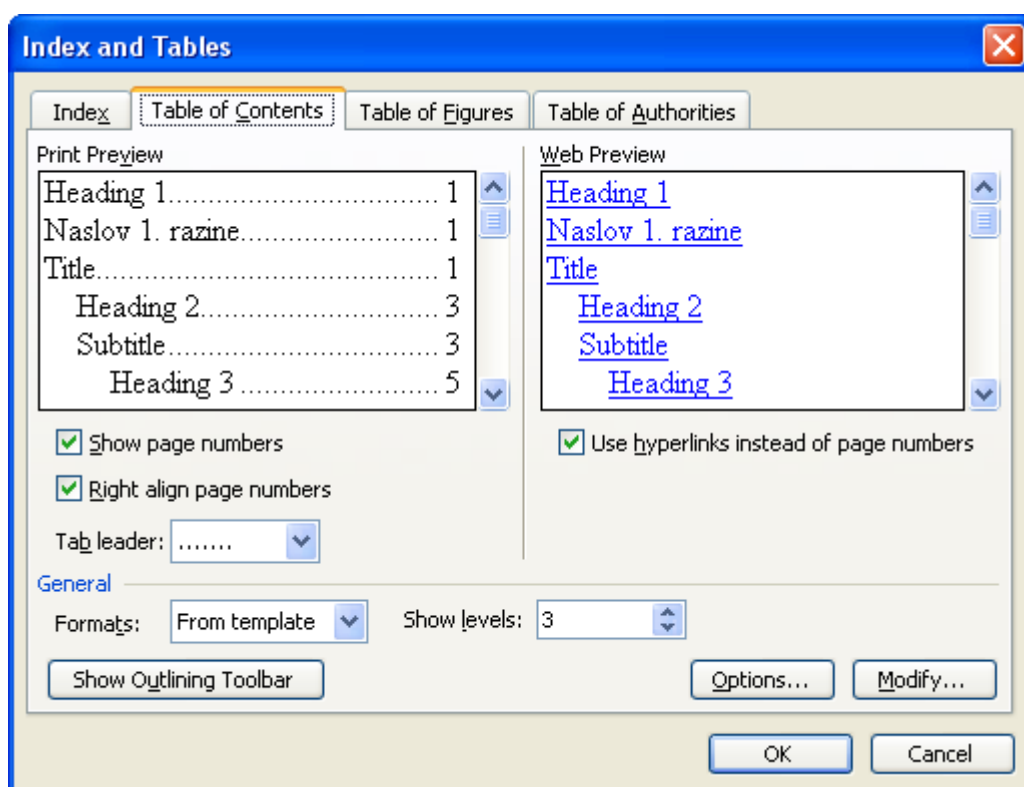 Index and Tables
Index Table of Contents Table of Figures Table of Authorities
Print Preview
Heading 1.............................. 1
Naslov 1. razine...................... 1
Title....................................... 1
Heading 2........................... 3
Subtitle............................... 3
Heading 3 ...................... 5
Web Preview
Heading 1
Naslov 1. razine
Title
Heading 2
Subtitle
Heading 3
Show page numbers
Right align page numbers
Tab leader: .......
Use hyperlinks instead of page numbers
General
Formats: From template Show levels: 3
Show Outlining Toolbar Options... Modify...
OK Cancel